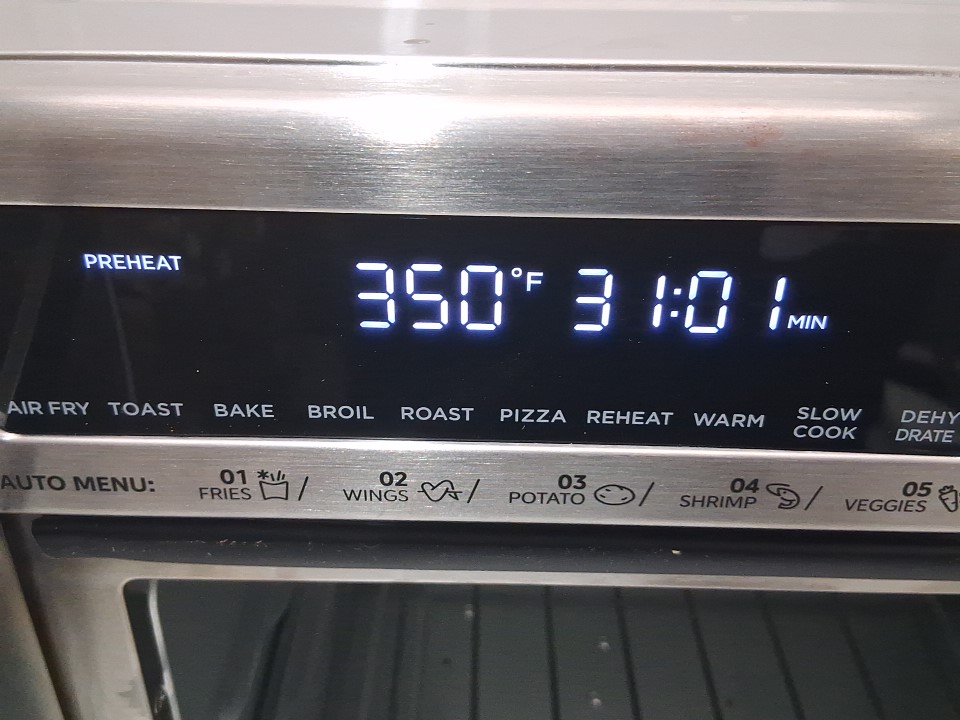 PREHEAT 350°F 31:01 MIN
AIR FRY TOAST BAKE BROIL ROAST PIZZA REHEAT WARM SLOW COOK DEHY DRATE
AUTO MENU: 01 FRIES / 02 WINGS / 03 POTATO / 04 SHRIMP / 05 VEGGIES